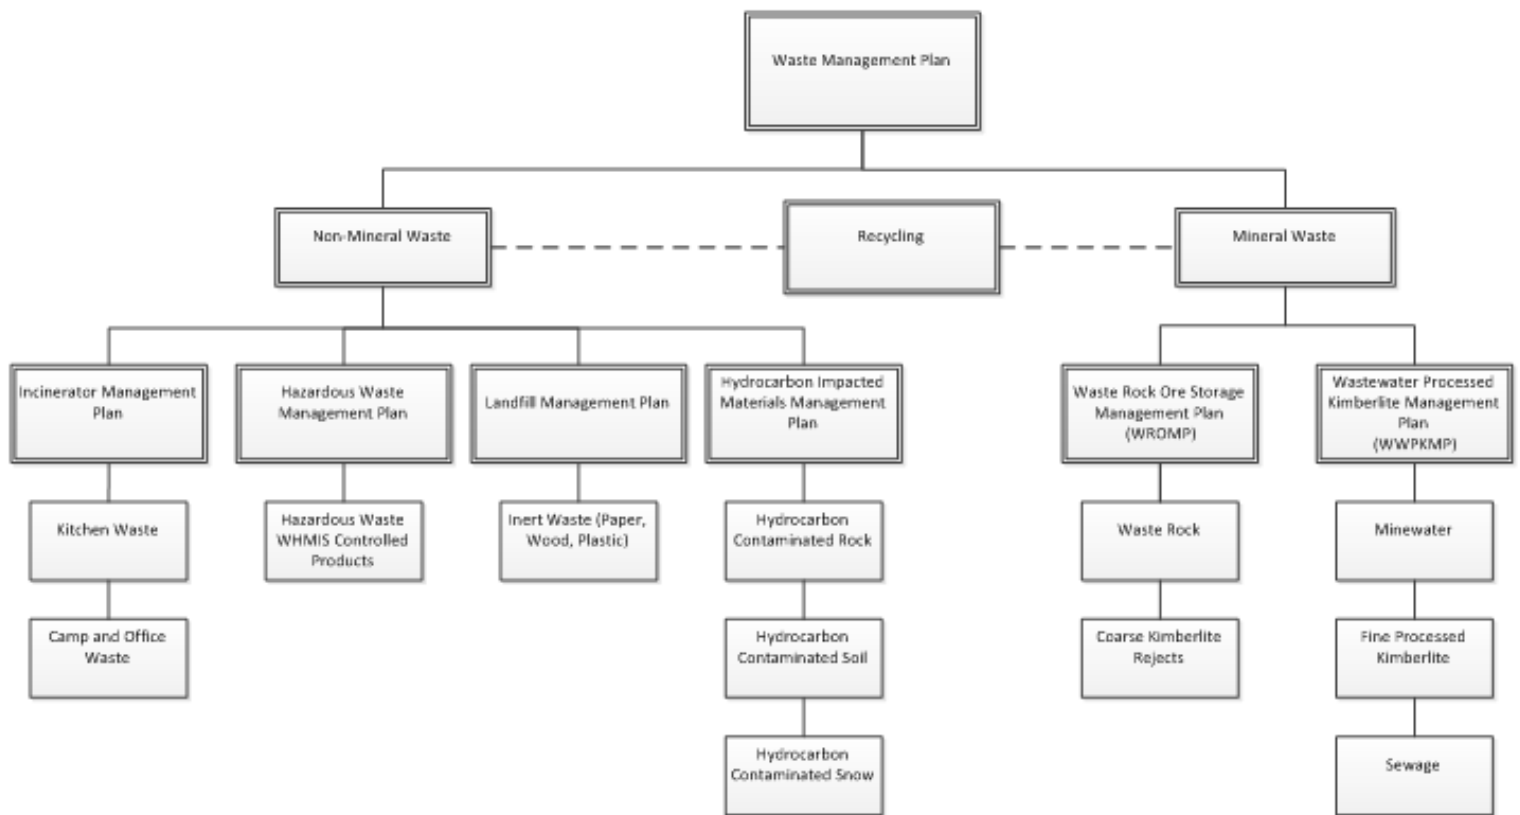 Waste Management Plan
Non-Mineral Waste
Recycling
Mineral Waste
Incinerator Management
Plan
Hazardous Waste
Management Plan
Landfill Management Plan
Hydrocarbon Impacted
Materials Management
Plan
Waste Rock Ore Storage
Management Plan
(WROMP)
Wastewater Processed
Kimberlite Management
Plan
(WWPKMP)
Kitchen Waste
Hazardous Waste
WHMIS Controlled
Products
Inert Waste (Paper,
Wood, Plastic)
Hydrocarbon
Contaminated Rock
Waste Rock
Minewater
Camp and Office
Waste
Hydrocarbon
Contaminated Soil
Coarse Kimberlite
Rejects
Fine Processed
Kimberlite
Hydrocarbon
Contaminated Snow
Sewage